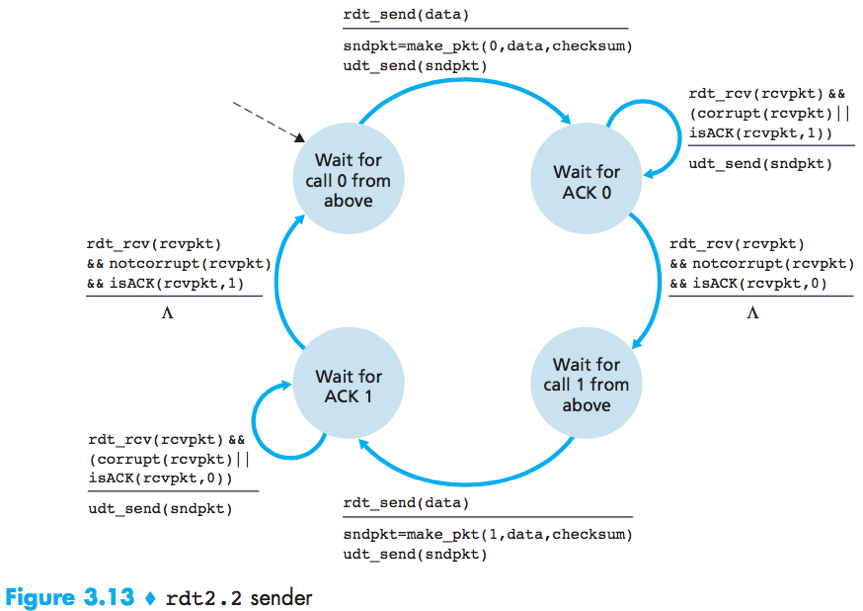 rdt_send(data)
sndpkt=make_pkt(0,data,checksum)
udt_send(sndpkt)
rdt_rcv(rcvpkt) &&
(corrupt(rcvpkt)||
isACK(rcvpkt,1))
udt_send(sndpkt)
Wait for
call 0 from
above
Wait for
ACK 0
rdt_rcv(rcvpkt)
&& notcorrupt(rcvpkt)
&& isACK(rcvpkt,1)
Λ
rdt_rcv(rcvpkt)
&& notcorrupt(rcvpkt)
&& isACK(rcvpkt,0)
Λ
Wait for
ACK 1
Wait for
call 1 from
above
rdt_rcv(rcvpkt) &&
(corrupt(rcvpkt)||
isACK(rcvpkt,0))
udt_send(sndpkt)
rdt_send(data)
sndpkt=make_pkt(1,data,checksum)
udt_send(sndpkt)
Figure 3.13 ♦ rdt2.2 sender